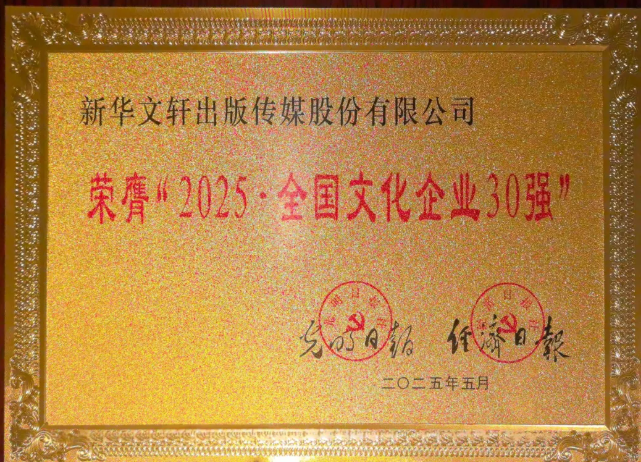 新华文轩出版传媒股份有限公司
荣膺“2025·全国文化企业30强”
光明日报 经济日报
二〇二五年五月